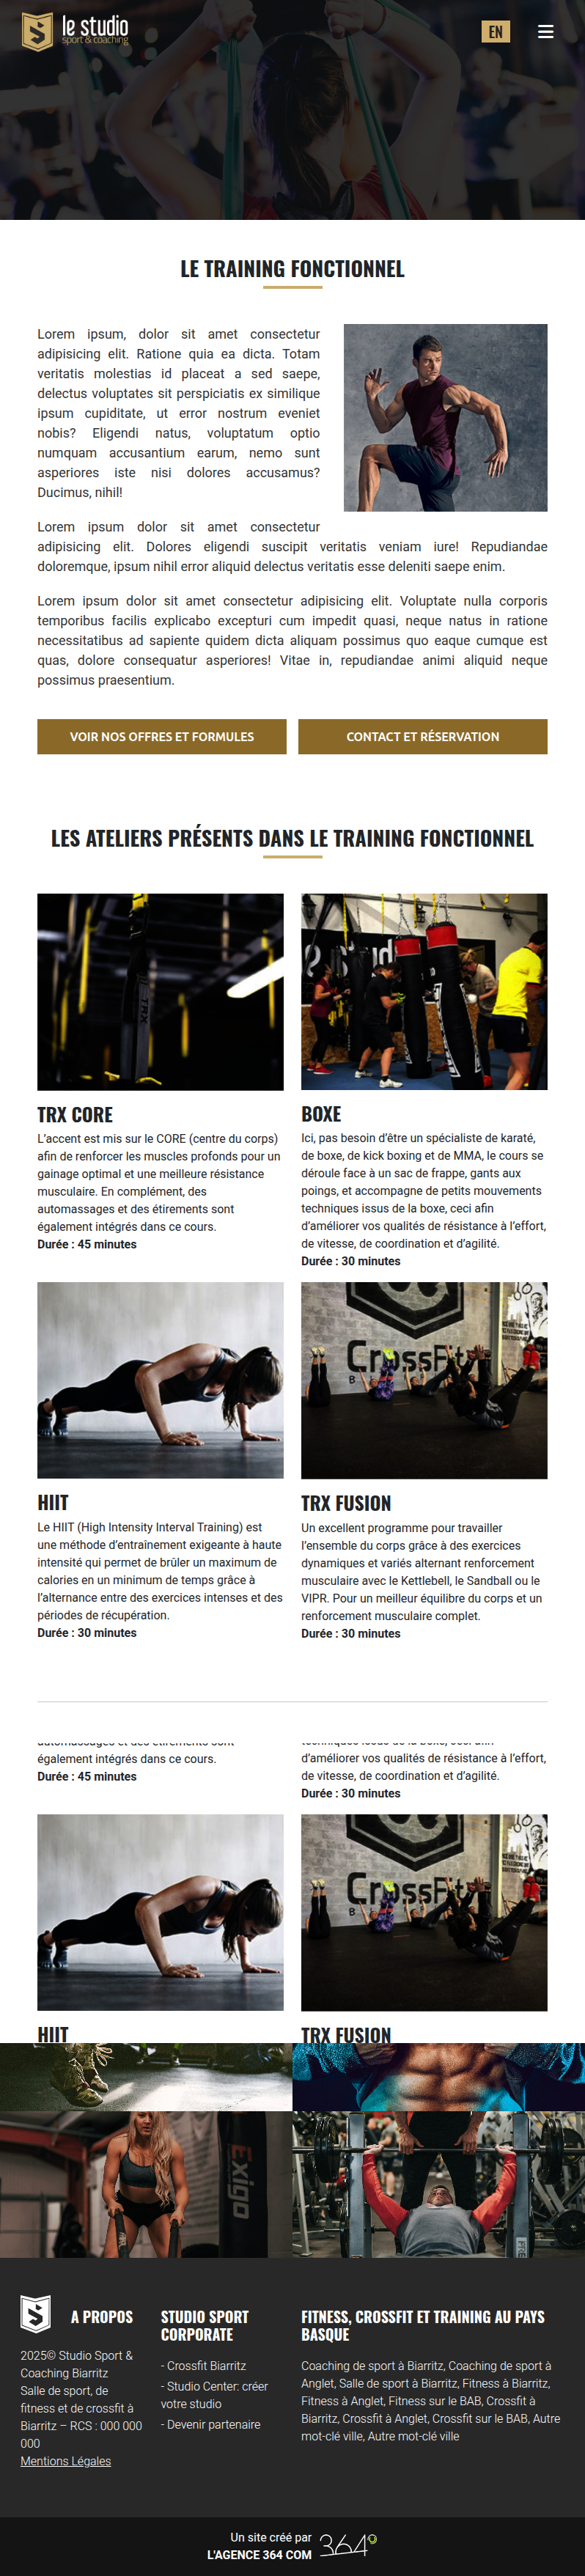 le studio
sport & coaching
EN
LE TRAINING FONCTIONNEL
Lorem ipsum, dolor sit amet consectetur
adipisicing elit. Ratione quia ea dicta. Totam
veritatis molestias id placeat a sed saepe,
delectus voluptates sit perspiciatis ex similique
ipsum cupiditate, ut error nostrum eveniet
nobis? Eligendi natus, voluptatum optio
numquam accusantium earum, nemo sunt
asperiores iste nisi dolores accusamus?
Ducimus, nihil!
Lorem ipsum dolor sit amet consectetur
adipisicing elit. Dolores eligendi suscipit veritatis veniam iure! Repudiandae
doloremque, ipsum nihil error aliquid delectus veritatis esse deleniti saepe enim.
Lorem ipsum dolor sit amet consectetur adipisicing elit. Voluptate nulla corporis
temporibus facilis explicabo excepturi cum impedit quasi, neque natus in ratione
necessitatibus ad sapiente quidem dicta aliquam possimus quo eaque cumque est
quas, dolore consequatur asperiores! Vitae in, repudiandae animi aliquid neque
possimus praesentium.
VOIR NOS OFFRES ET FORMULES
CONTACT ET RÉSERVATION
LES ATELIERS PRÉSENTS DANS LE TRAINING FONCTIONNEL
TRX
TRX CORE
L'accent est mis sur le CORE (centre du corps)
afin de renforcer les muscles profonds pour un
gainage optimal et une meilleure résistance
musculaire. En complément, des
automassages et des étirements sont
également intégrés dans ce cours.
Durée : 45 minutes
BOXE
Ici, pas besoin d'être un spécialiste de karaté,
de boxe, de kick boxing et de MMA, le cours se
déroule face à un sac de frappe, gants aux
poings, et accompagne de petits mouvements
techniques issus de la boxe, ceci afin
d'améliorer vos qualités de résistance à l'effort,
de vitesse, de coordination et d'agilité.
Durée : 30 minutes
CrossFit
HIIT
Le HIIT (High Intensity Interval Training) est
une méthode d'entraînement exigeante à haute
intensité qui permet de brûler un maximum de
calories en un minimum de temps grâce à
l'alternance entre des exercices intenses et des
périodes de récupération.
Durée : 30 minutes
TRX FUSION
Un excellent programme pour travailler
l'ensemble du corps grâce à des exercices
dynamiques et variés alternant renforcement
musculaire avec le Kettlebell, le Sandball ou le
VIPR. Pour un meilleur équilibre du corps et un
renforcement musculaire complet.
Durée : 30 minutes
automassages et des étirements sont
également intégrés dans ce cours.
Durée : 45 minutes
techniques issus de la boxe, ceci afin
d'améliorer vos qualités de résistance à l'effort,
de vitesse, de coordination et d'agilité.
Durée : 30 minutes
CrossFit
HIIT
TRX FUSION
Exigo
A PROPOS
2025© Studio Sport &
Coaching Biarritz
Salle de sport, de
fitness et de crossfit à
Biarritz – RCS : 000 000
000
Mentions Légales
STUDIO SPORT
CORPORATE
- Crossfit Biarritz
- Studio Center: créer
votre studio
- Devenir partenaire
FITNESS, CROSSFIT ET TRAINING AU PAYS
BASQUE
Coaching de sport à Biarritz, Coaching de sport à
Anglet, Salle de sport à Biarritz, Fitness à Biarritz,
Fitness à Anglet, Fitness sur le BAB, Crossfit à
Biarritz, Crossfit à Anglet, Crossfit sur le BAB, Autre
mot-clé ville, Autre mot-clé ville
Un site créé par
L'AGENCE 364 COM
364°